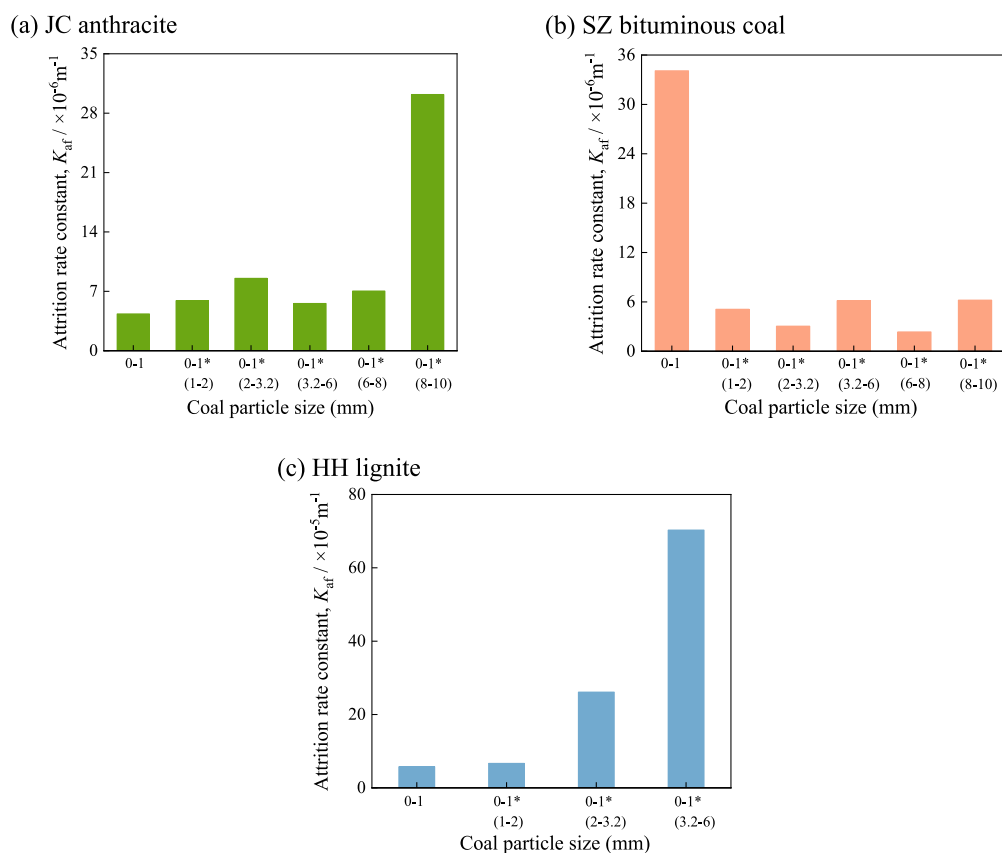 (a) JC anthracite
Attrition rate constant, Kaf / ×10-6m-1
35
28
21
14
7
0
0-1 0-1* 0-1* 0-1* 0-1* 0-1*
(1-2) (2-3.2) (3.2-6) (6-8) (8-10)
Coal particle size (mm)
(b) SZ bituminous coal
Attrition rate constant, Kaf / ×10-6m-1
36
36
24
12
6
0
0-1 0-1* 0-1* 0-1* 0-1* 0-1*
(1-2) (2-3.2) (3.2-6) (6-8) (8-10)
Coal particle size (mm)
(c) HH lignite
Attrition rate constant, Kaf / ×10-5m-1
80
60
40
20
0
0-1 0-1* 0-1* 0-1*
(1-2) (2-3.2) (3.2-6)
Coal particle size (mm)